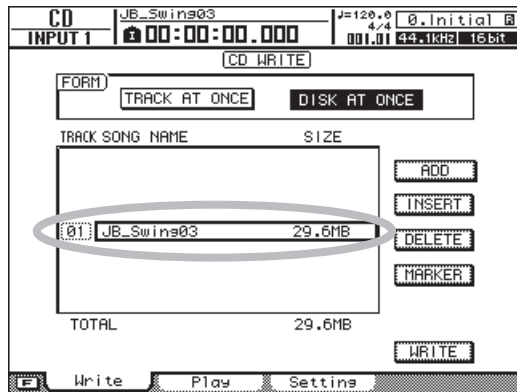 CD JB_Swing03 J=120.0 4/4 0.Initial R
INPUT 1 00:00:00.000 001.01 44.1kHz 16bit
CD WRITE
FORM
TRACK AT ONCE DISK AT ONCE
TRACK SONG NAME SIZE
ADD
INSERT
01 JB_Swing03 29.6MB
DELETE
MARKER
TOTAL 29.6MB
WRITE
F Write Play Setting